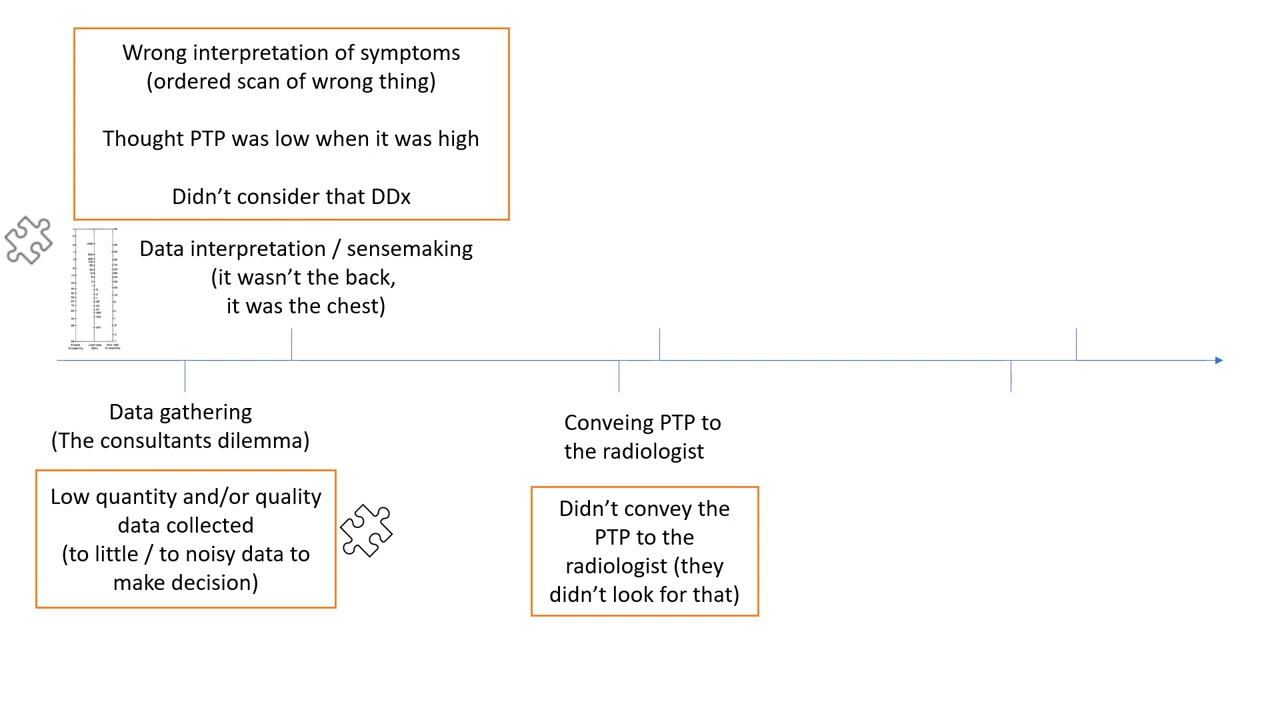 Wrong interpretation of symptoms
(ordered scan of wrong thing)
Thought PTP was low when it was high
Didn’t consider that DDx
Data interpretation / sensemaking
(it wasn’t the back,
it was the chest)
Data gathering
(The consultants dilemma)
Low quantity and/or quality
data collected
(to little / to noisy data to
make decision)
Conveing PTP to
the radiologist
Didn’t convey the
PTP to the
radiologist (they
didn’t look for that)